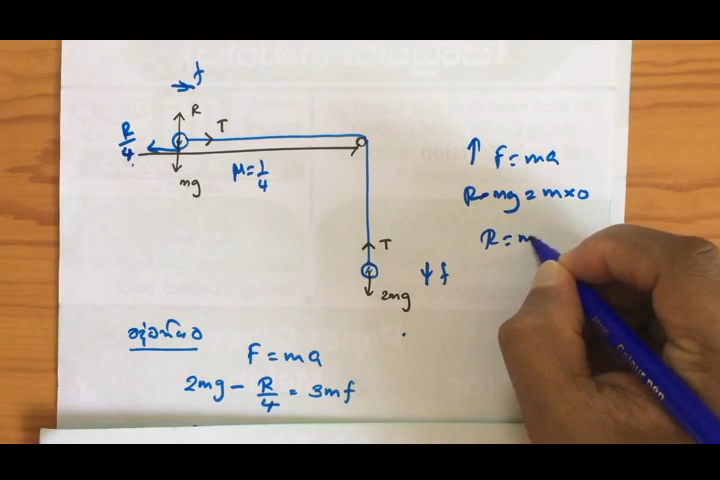 f
R
T
R/4
mg
μ=1/4
T
f
2mg
↑ F=ma
R-mg=m×0
R=m
F=ma
2mg-R/4=3mf